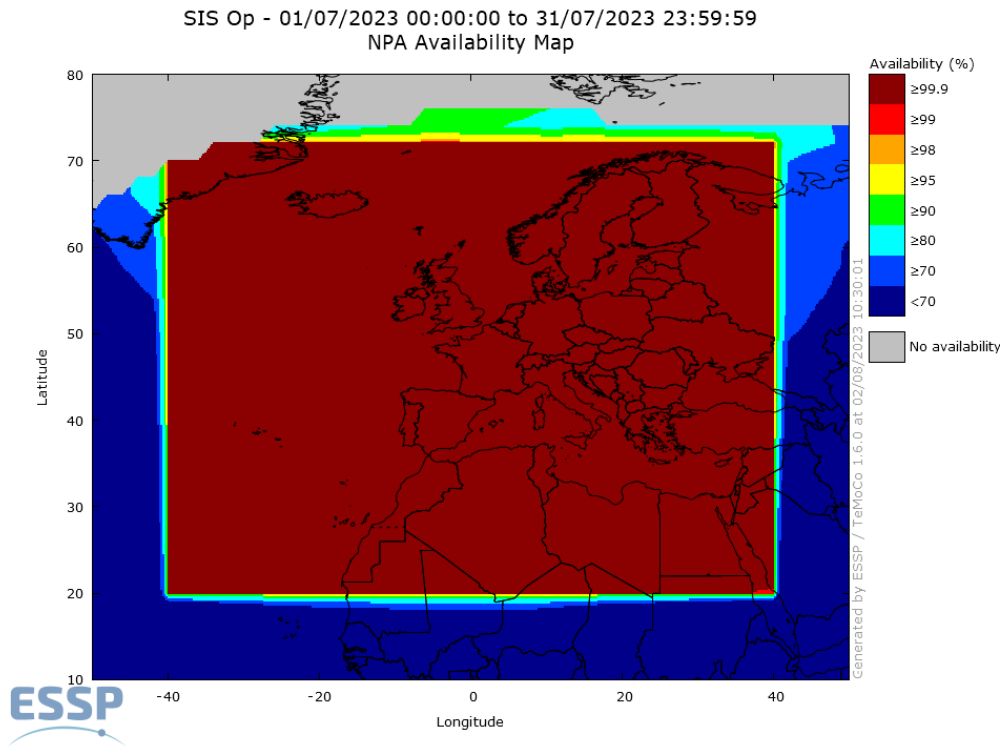 SIS Op - 01/07/2023 00:00:00 to 31/07/2023 23:59:59
NPA Availability Map
Availability (%)
≥99.9
≥99
≥98
≥95
≥90
≥80
≥70
<70
No availability
80
70
60
50
40
30
20
10
Latitude
-40
-20
0
20
40
Longitude
Generated by ESSP / TeMoCo 1.6.0 at 02/08/2023 10:30:01
ESSP